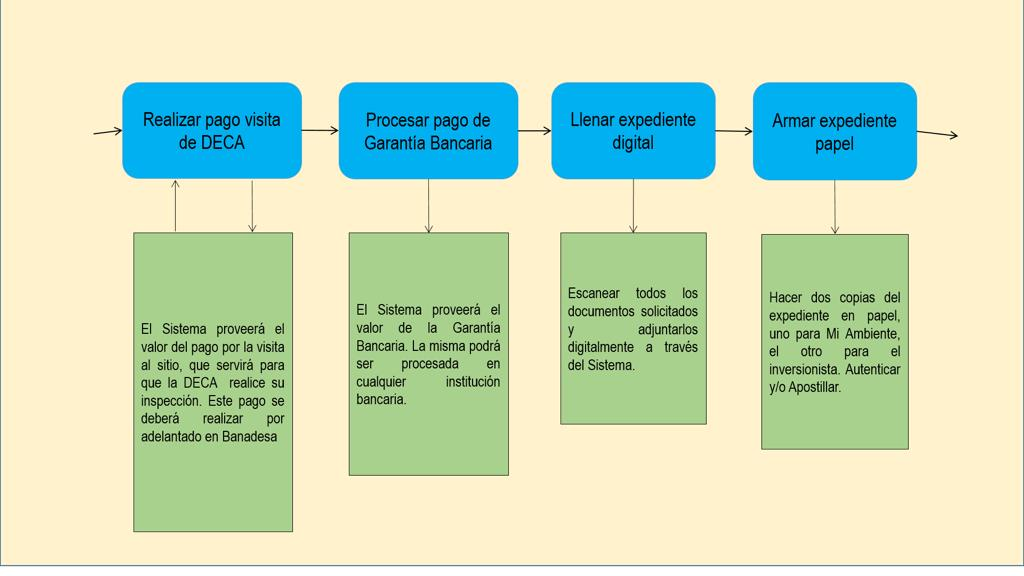 Realizar pago visita
de DECA
Procesar pago de
Garantía Bancaria
Llenar expediente
digital
Armar expediente
papel
El Sistema proveerá el
valor del pago por la visita
al sitio, que servirá para
que la DECA realice su
inspección. Este pago se
deberá realizar por
adelantado en Banadesa
El Sistema proveerá el
valor de la Garantía
Bancaria. La misma podrá
ser procesada en
cualquier institución
bancaria.
Escanear todos los
documentos solicitados
y adjuntarlos
digitalmente a través
del Sistema.
Hacer dos copias del
expediente en papel,
uno para Mi Ambiente,
el otro para el
inversionista. Autenticar
y/o Apostillar.